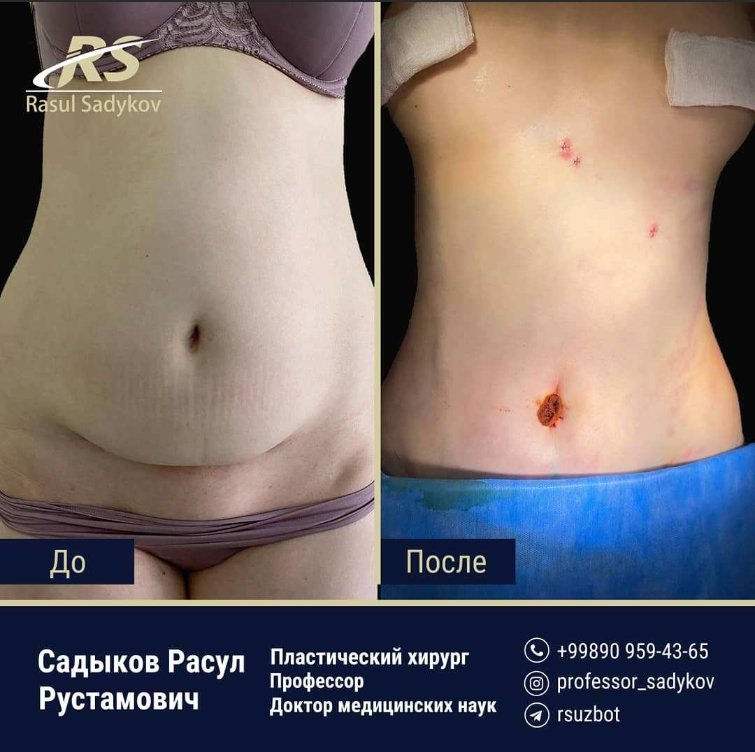 RS
Rasul Sadykov
До
После
Садыков Расул
Рустамович
Пластический хирург
Профессор
Доктор медицинских наук
+99890 959-43-65
professor_sadykov
rsuzbot